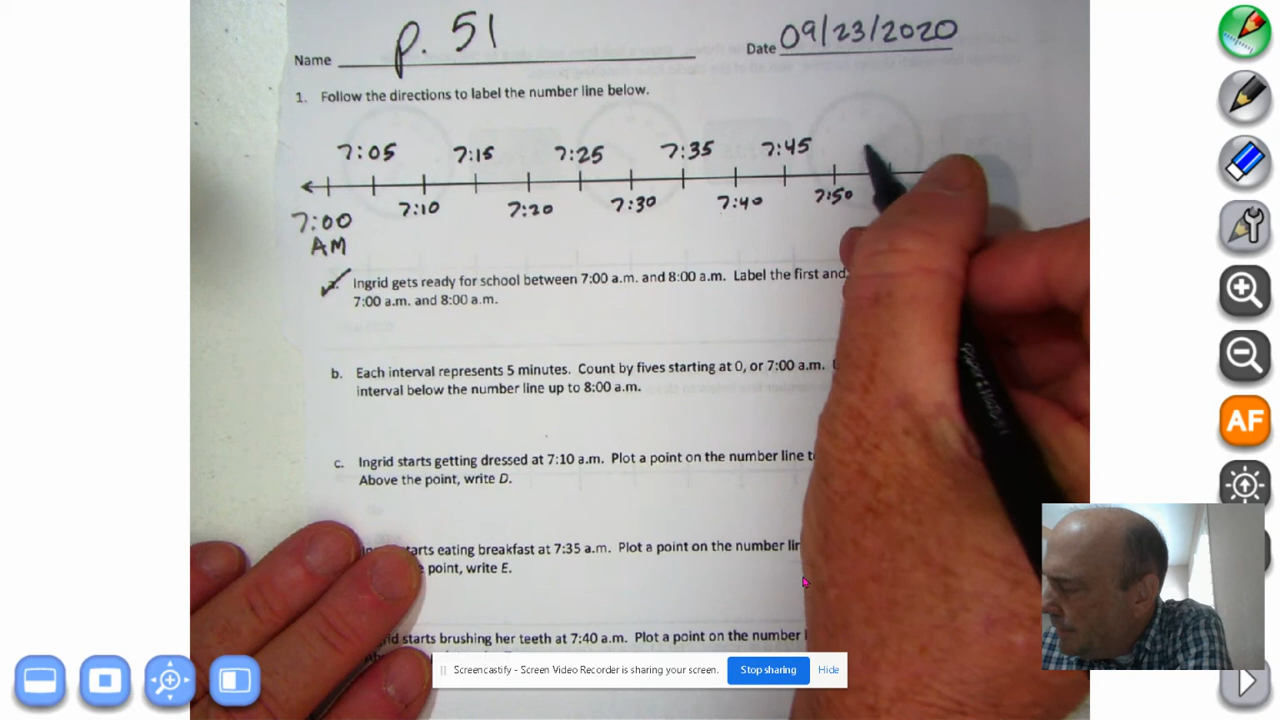 Name p. 51 Date 09/23/2020
1. Follow the directions to label the number line below.
7:05 7:15 7:25 7:35 7:45
7:00 7:10 7:20 7:30 7:40 7:50
AM
a. Ingrid gets ready for school between 7:00 a.m. and 8:00 a.m. Label the first and
7:00 a.m. and 8:00 a.m.
b. Each interval represents 5 minutes. Count by fives starting at 0, or 7:00 a.m.
interval below the number line up to 8:00 a.m.
c. Ingrid starts getting dressed at 7:10 a.m. Plot a point on the number line
Above the point, write D.
starts eating breakfast at 7:35 a.m. Plot a point on the number
point, write E.
starts brushing her teeth at 7:40 a.m. Plot a point on the number
Screencastify - Screen Video Recorder is sharing your screen. Stop sharing Hide
AF